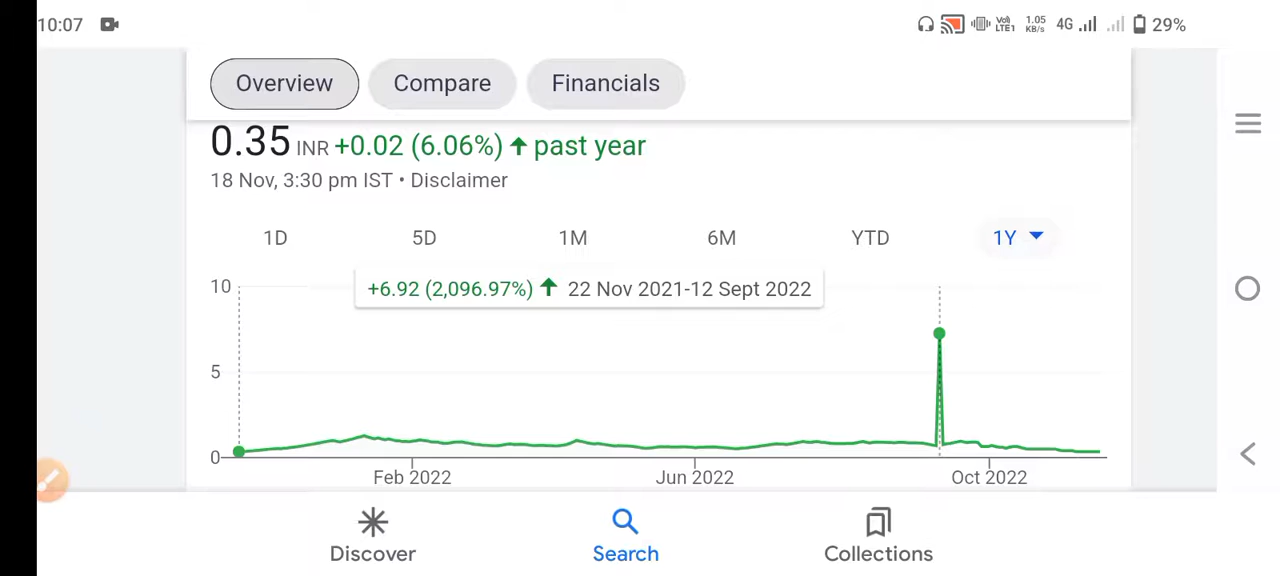 10:07 Vo) LTE1 1.05 KB/s 4G 29%
Overview Compare Financials
0.35 INR +0.02 (6.06%) ↑ past year
18 Nov, 3:30 pm IST • Disclaimer
1D 5D 1M 6M YTD 1Y
10
+6.92 (2,096.97%) ↑ 22 Nov 2021-12 Sept 2022
5
0
Feb 2022 Jun 2022 Oct 2022
Discover Search Collections